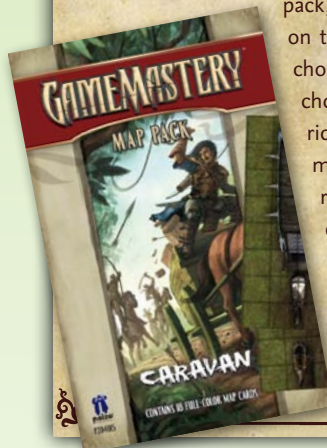 pack
on t
cho
cho
ric
m
GAMEMASTERY
MAP PACK
CARAVAN
CONTAINS 18 FULL-COLOR MAP CARDS
paizo